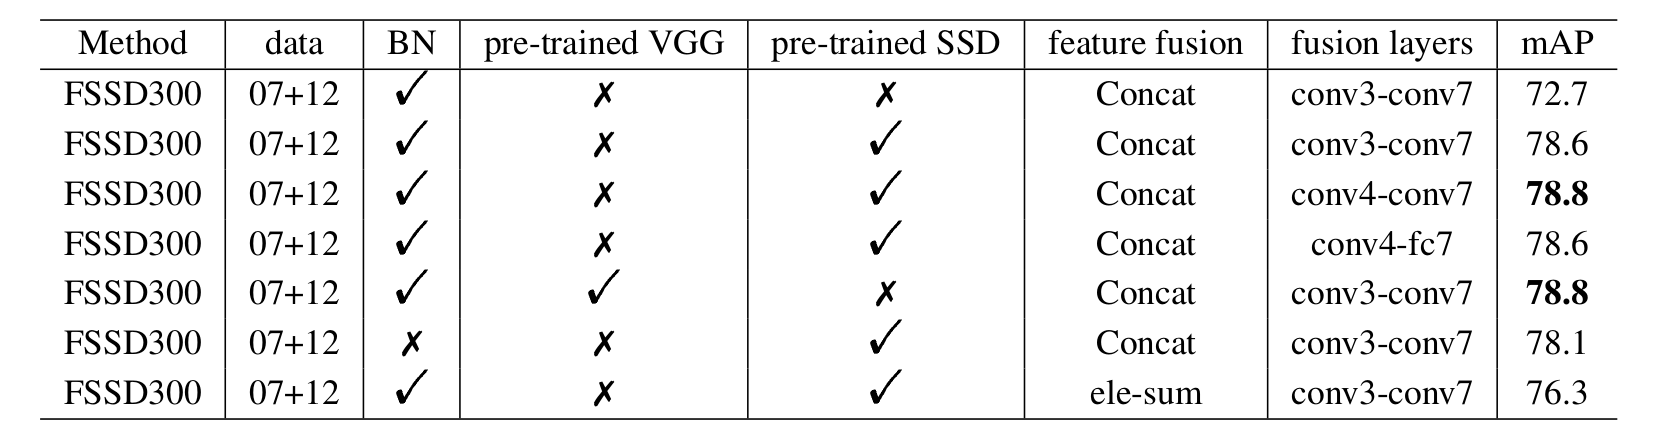 Method data BN pre-trained VGG pre-trained SSD feature fusion fusion layers mAP
FSSD300 07+12 ✓ ✗ ✗ Concat conv3-conv7 72.7
FSSD300 07+12 ✓ ✗ ✓ Concat conv3-conv7 78.6
FSSD300 07+12 ✓ ✗ ✓ Concat conv4-conv7 78.8
FSSD300 07+12 ✓ ✗ ✓ Concat conv4-fc7 78.6
FSSD300 07+12 ✓ ✓ ✗ Concat conv3-conv7 78.8
FSSD300 07+12 ✗ ✗ ✓ Concat conv3-conv7 78.1
FSSD300 07+12 ✓ ✗ ✓ ele-sum conv3-conv7 76.3